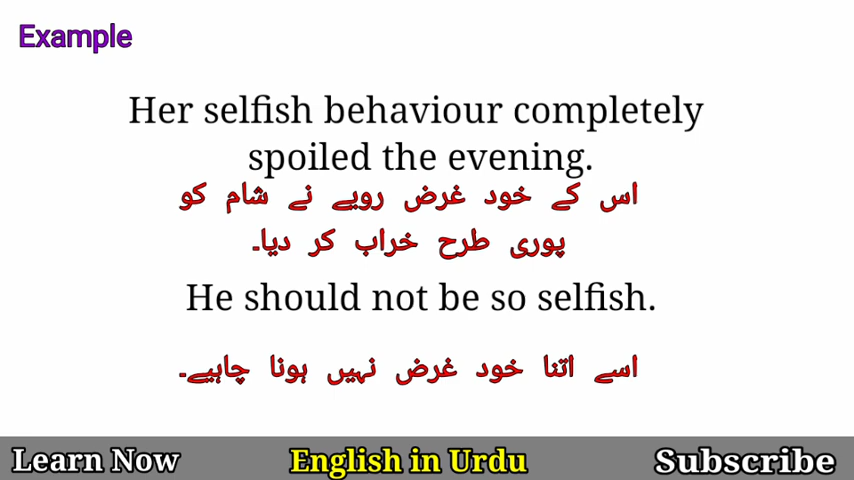 Example
Her selfish behaviour completely
spoiled the evening.
اس کے خود غرض رویے نے شام کو
پوری طرح خراب کر دیا۔
He should not be so selfish.
اسے اتنا خود غرض نہیں ہونا چاہیے۔
Learn Now English in Urdu Subscribe